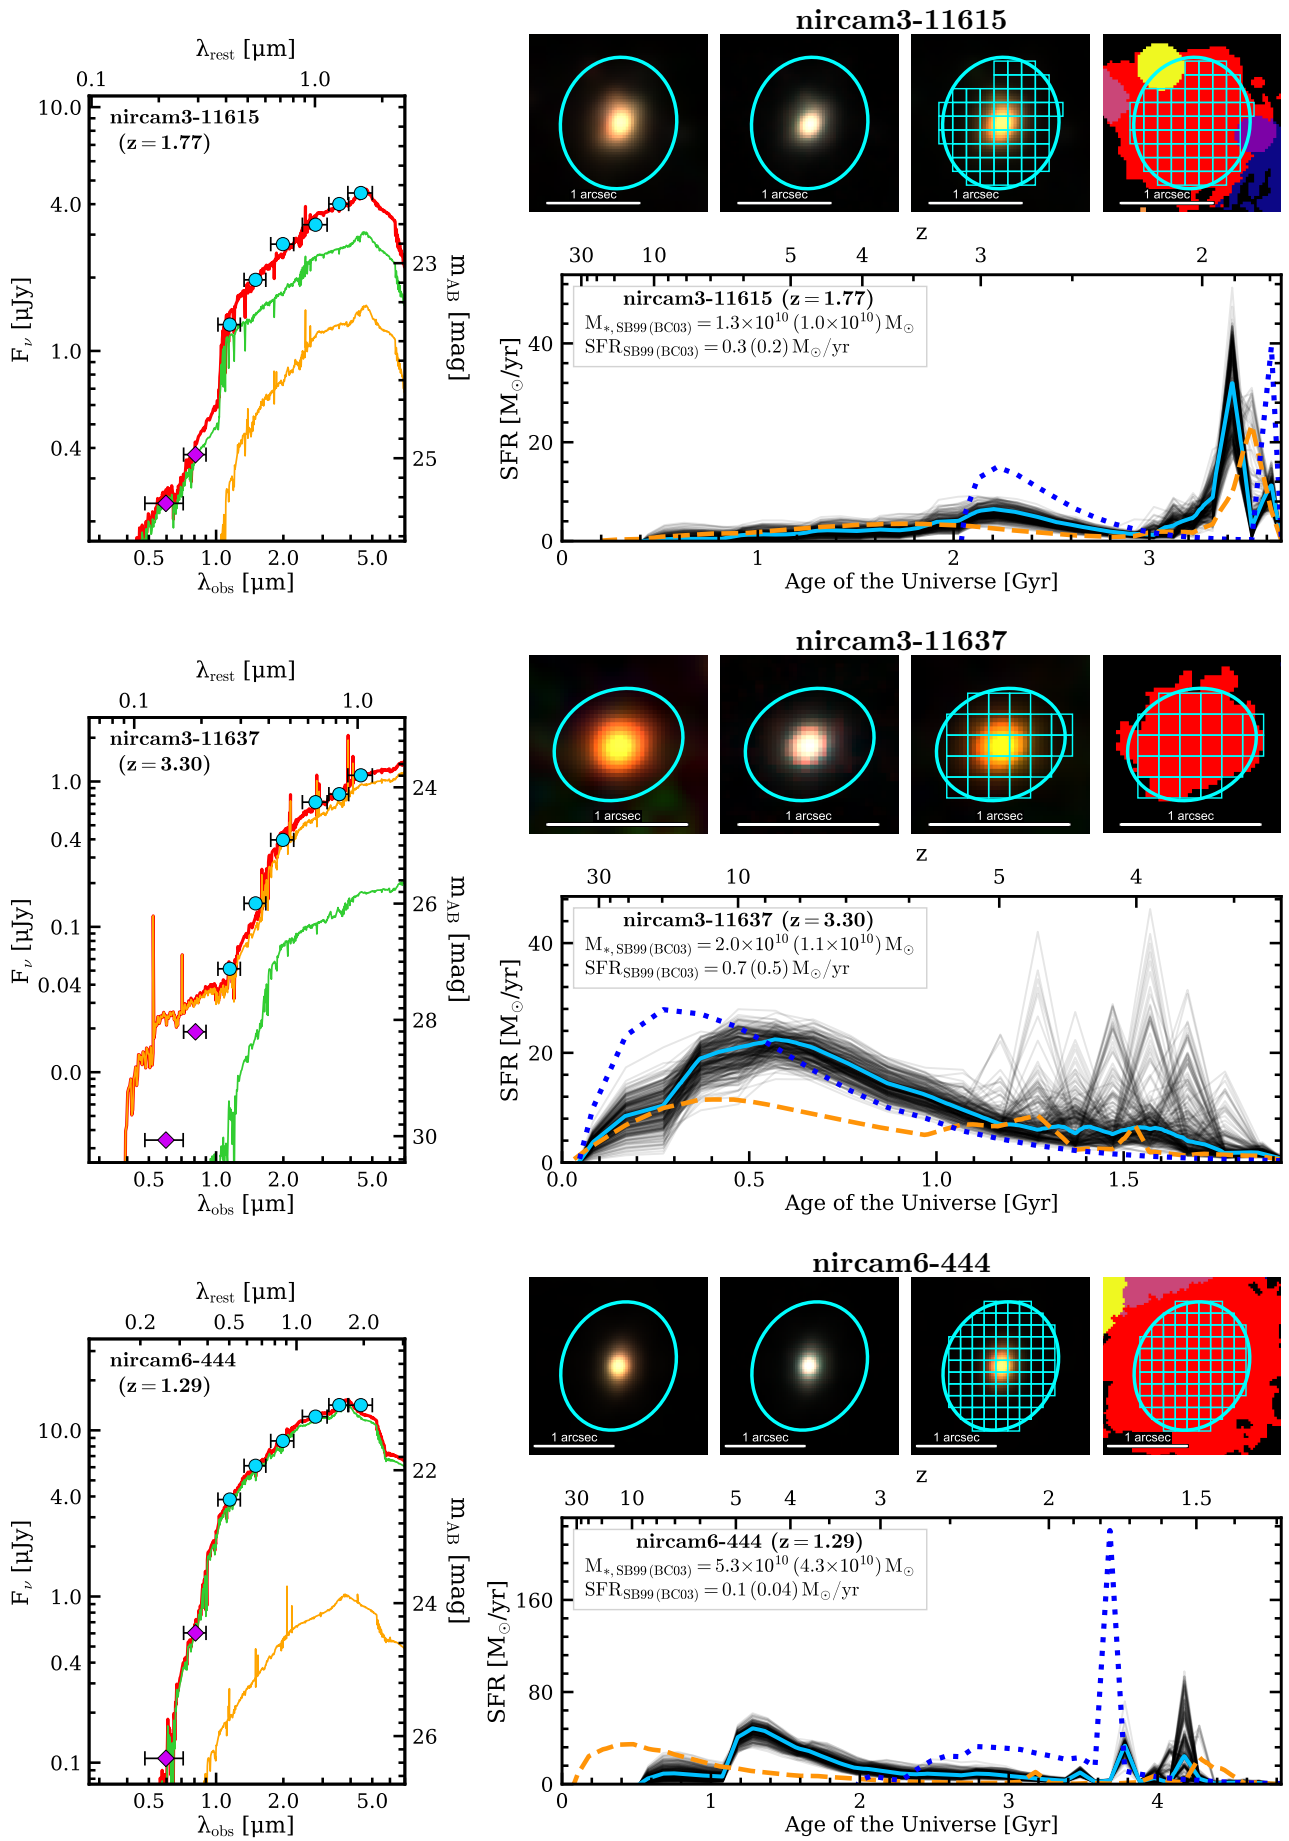 nircam3-11615
λrest [µm]
0.1 1.0
nircam3-11615
(z = 1.77)
10.0
4.0
1.0
0.4
Fν [µJy]
23
25
mAB [mag]
0.5 1.0 2.0 5.0
λobs [µm]
1 arcsec
1 arcsec
1 arcsec
1 arcsec
z
30 10 5 4 3 2
nircam3-11615 (z = 1.77)
M*, SB99 (BC03) = 1.3×10^10 (1.0×10^10) M⊙
SFRSB99 (BC03) = 0.3 (0.2) M⊙/yr
SFR [M⊙/yr]
40
20
0
0 1 2 3
Age of the Universe [Gyr]
nircam3-11637
λrest [µm]
0.1 1.0
nircam3-11637
(z = 3.30)
1.0
0.4
0.1
0.04
0.0
Fν [µJy]
24
26
28
30
mAB [mag]
0.5 1.0 2.0 5.0
λobs [µm]
1 arcsec
1 arcsec
1 arcsec
1 arcsec
z
30 10 5 4
nircam3-11637 (z = 3.30)
M*, SB99 (BC03) = 2.0×10^10 (1.1×10^10) M⊙
SFRSB99 (BC03) = 0.7 (0.5) M⊙/yr
SFR [M⊙/yr]
40
20
0
0.0 0.5 1.0 1.5
Age of the Universe [Gyr]
nircam6-444
λrest [µm]
0.2 0.5 1.0 2.0
nircam6-444
(z = 1.29)
10.0
4.0
1.0
0.4
0.1
Fν [µJy]
22
24
26
mAB [mag]
0.5 1.0 2.0 5.0
λobs [µm]
1 arcsec
1 arcsec
1 arcsec
1 arcsec
z
30 10 5 4 3 2 1.5
nircam6-444 (z = 1.29)
M*, SB99 (BC03) = 5.3×10^10 (4.3×10^10) M⊙
SFRSB99 (BC03) = 0.1 (0.04) M⊙/yr
SFR [M⊙/yr]
160
80
0
0 1 2 3 4
Age of the Universe [Gyr]